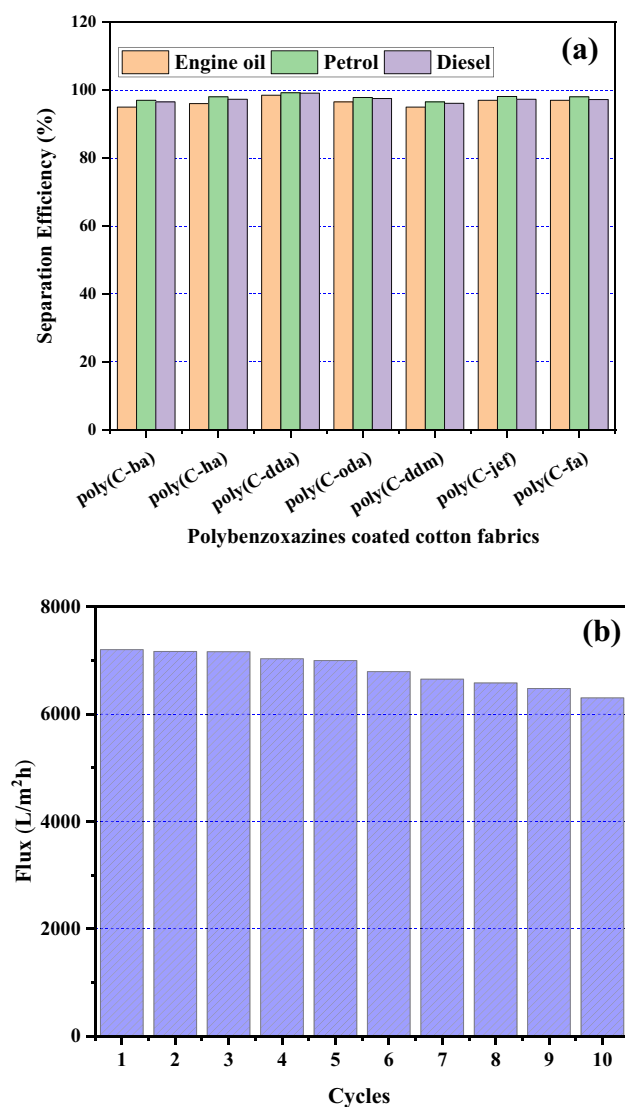 (a)
Engine oil Petrol Diesel
120
100
80
60
40
20
0
Separation Efficiency (%)
poly(C-ba) poly(C-ha) poly(C-dda) poly(C-oda) poly(C-ddm) poly(C-jef) poly(C-fa)
Polybenzoxazines coated cotton fabrics
(b)
8000
6000
4000
2000
0
Flux (L/m²h)
1 2 3 4 5 6 7 8 9 10
Cycles